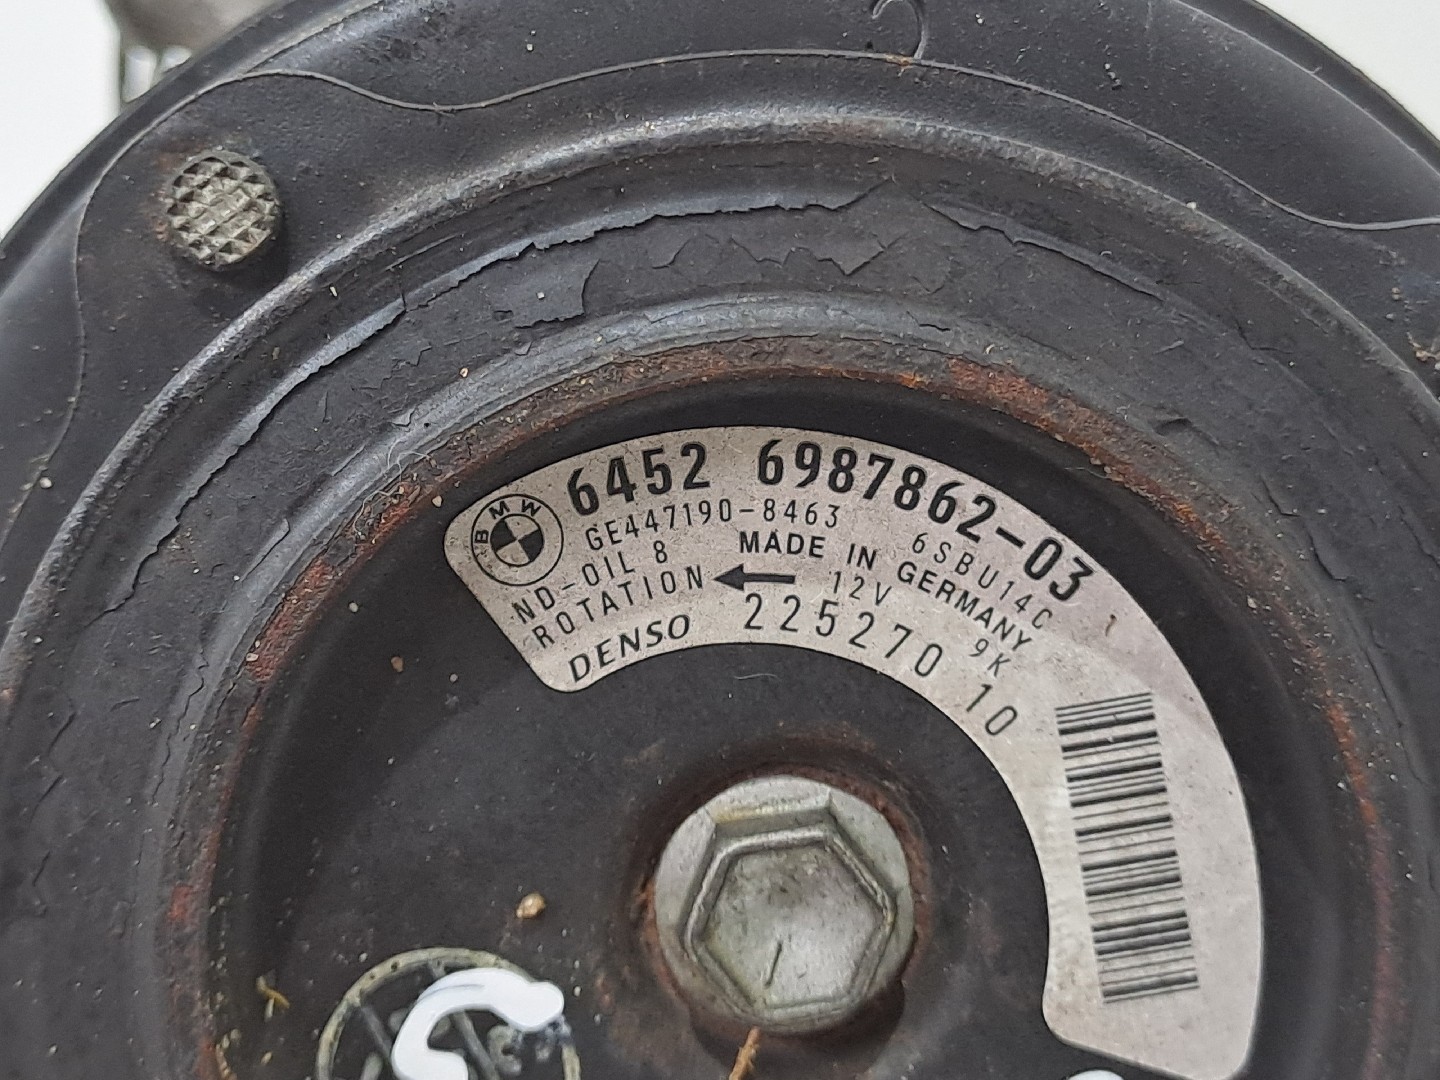 BMW
6452 6987862-03
GE447190-8463 6SBU14C 1
ND-OIL 8 MADE IN GERMANY
ROTATION 12V 9K
DENSO 225270 10